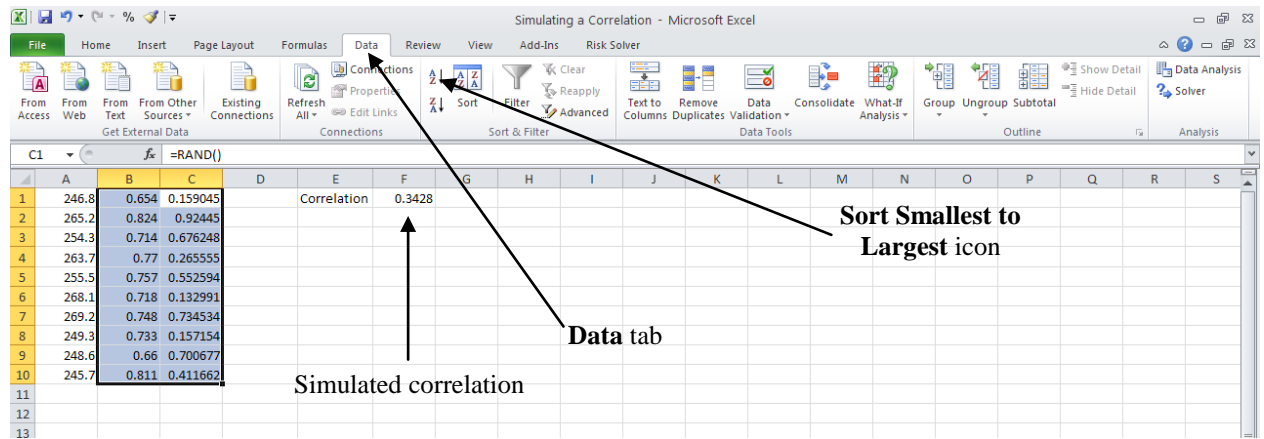 Simulating a Correlation - Microsoft Excel
File Home Insert Page Layout Formulas Data Review View Add-Ins Risk Solver
From Access
From Web
From Text
From Other Sources
Existing Connections
Get External Data
Refresh All
Connections
Properties
Edit Links
Connections
Sort
Filter
Clear
Reapply
Advanced
Sort & Filter
Text to Columns
Remove Duplicates
Data Validation
Consolidate
What-If Analysis
Data Tools
Group
Ungroup
Subtotal
Show Detail
Hide Detail
Outline
Data Analysis
Solver
Analysis
C1 fx =RAND()
A B C D E F G H I J K L M N O P Q R S
1 246.8 0.654 0.159045 Correlation 0.3428
2 265.2 0.824 0.92445
3 254.3 0.714 0.676248
4 263.7 0.77 0.265555
5 255.5 0.757 0.552594
6 268.1 0.718 0.132991
7 269.2 0.748 0.734534
8 249.3 0.733 0.157154
9 248.6 0.66 0.700677
10 245.7 0.811 0.411662
11
12
13
Sort Smallest to
Largest icon
Data tab
Simulated correlation